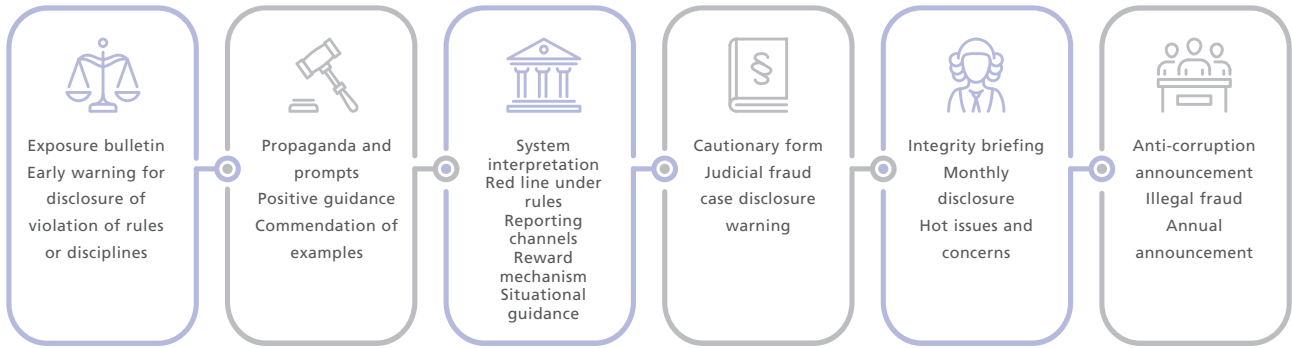 Exposure bulletin
Early warning for
disclosure of
violation of rules
or disciplines
Propaganda and
prompts
Positive guidance
Commendation of
examples
System
interpretation
Red line under
rules
Reporting
channels
Reward
mechanism
Situational
guidance
Cautionary form
Judicial fraud
case disclosure
warning
Integrity briefing
Monthly
disclosure
Hot issues and
concerns
Anti-corruption
announcement
Illegal fraud
Annual
announcement